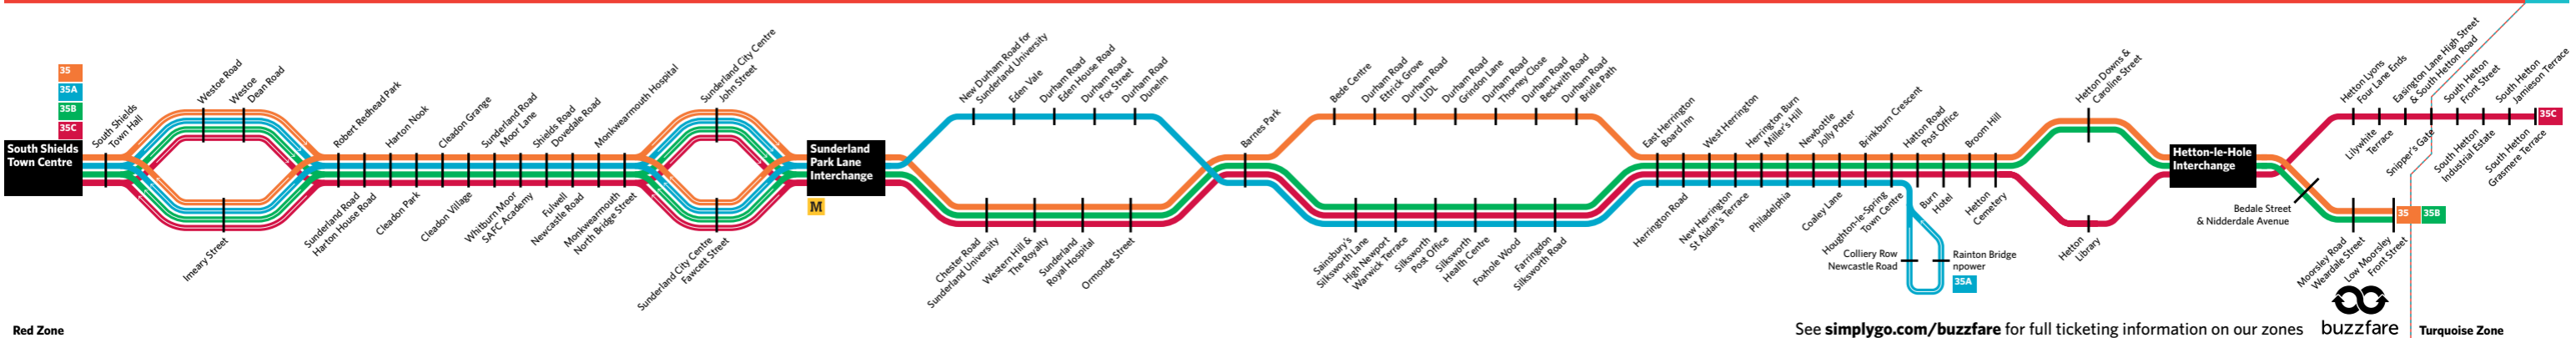 35
35A
35B
35C
South Shields
Town Centre
South Shields
Town Hall
Westoe Road
Westoe
Dean Road
Imeary Street
Robert Redhead Park
Sunderland Road
Harton House Road
Harton Nook
Cleadon Park
Cleadon Grange
Cleadon Village
Sunderland Road
Moor Lane
Whitburn Moor
SAFC Academy
Shields Road
Dovedale Road
Fulwell
Newcastle Road
Monkwearmouth Hospital
Monkwearmouth
North Bridge Street
Sunderland City Centre
John Street
Sunderland City Centre
Fawcett Street
Sunderland
Park Lane
Interchange
M
New Durham Road for
Sunderland University
Eden Vale
Durham Road
Eden House Road
Durham Road
Fox Street
Durham Road
Dunelm
Chester Road
Sunderland University
Western Hill &
The Royalty
Sunderland
Royal Hospital
Ormonde Street
Barnes Park
Bede Centre
Durham Road
Ettrick Grove
Durham Road
LIDL
Durham Road
Grindon Lane
Durham Road
Thorney Close
Durham Road
Beckwith Road
Durham Road
Bridle Path
Sainsbury's
Silksworth Lane
High Newport
Warwick Terrace
Silksworth
Post Office
Silksworth
Health Centre
Foxhole Wood
Farringdon
Silksworth Road
East Herrington
Board Inn
Herrington Road
West Herrington
New Herrington
St Aidan's Terrace
Herrington Burn
Miller's Hill
Philadelphia
Newbottle
Jolly Potter
Coaley Lane
Brinkburn Crescent
Houghton-le-Spring
Town Centre
Hatton Road
Post Office
Burn
Hotel
Broom Hill
Hetton
Cemetery
Colliery Row
Newcastle Road
Rainton Bridge
npower
35A
Hetton Downs &
Caroline Street
Hetton
Library
Hetton-le-Hole
Interchange
Bedale Street
& Nidderdale Avenue
Moorsley Road
Weardale Street
Low Moorsley
Front Street
35
35B
Hetton Lyons
Four Lane Ends
Lilywhite
Terrace
Easington Lane High Street
& South Hetton Road
Snipper's Gate
South Hetton
Front Street
South Hetton
Industrial Estate
South Hetton
Jamieson Terrace
South Hetton
Grasmere Terrace
35C
Red Zone
See simplygo.com/buzzfare for full ticketing information on our zones
buzzfare
Turquoise Zone